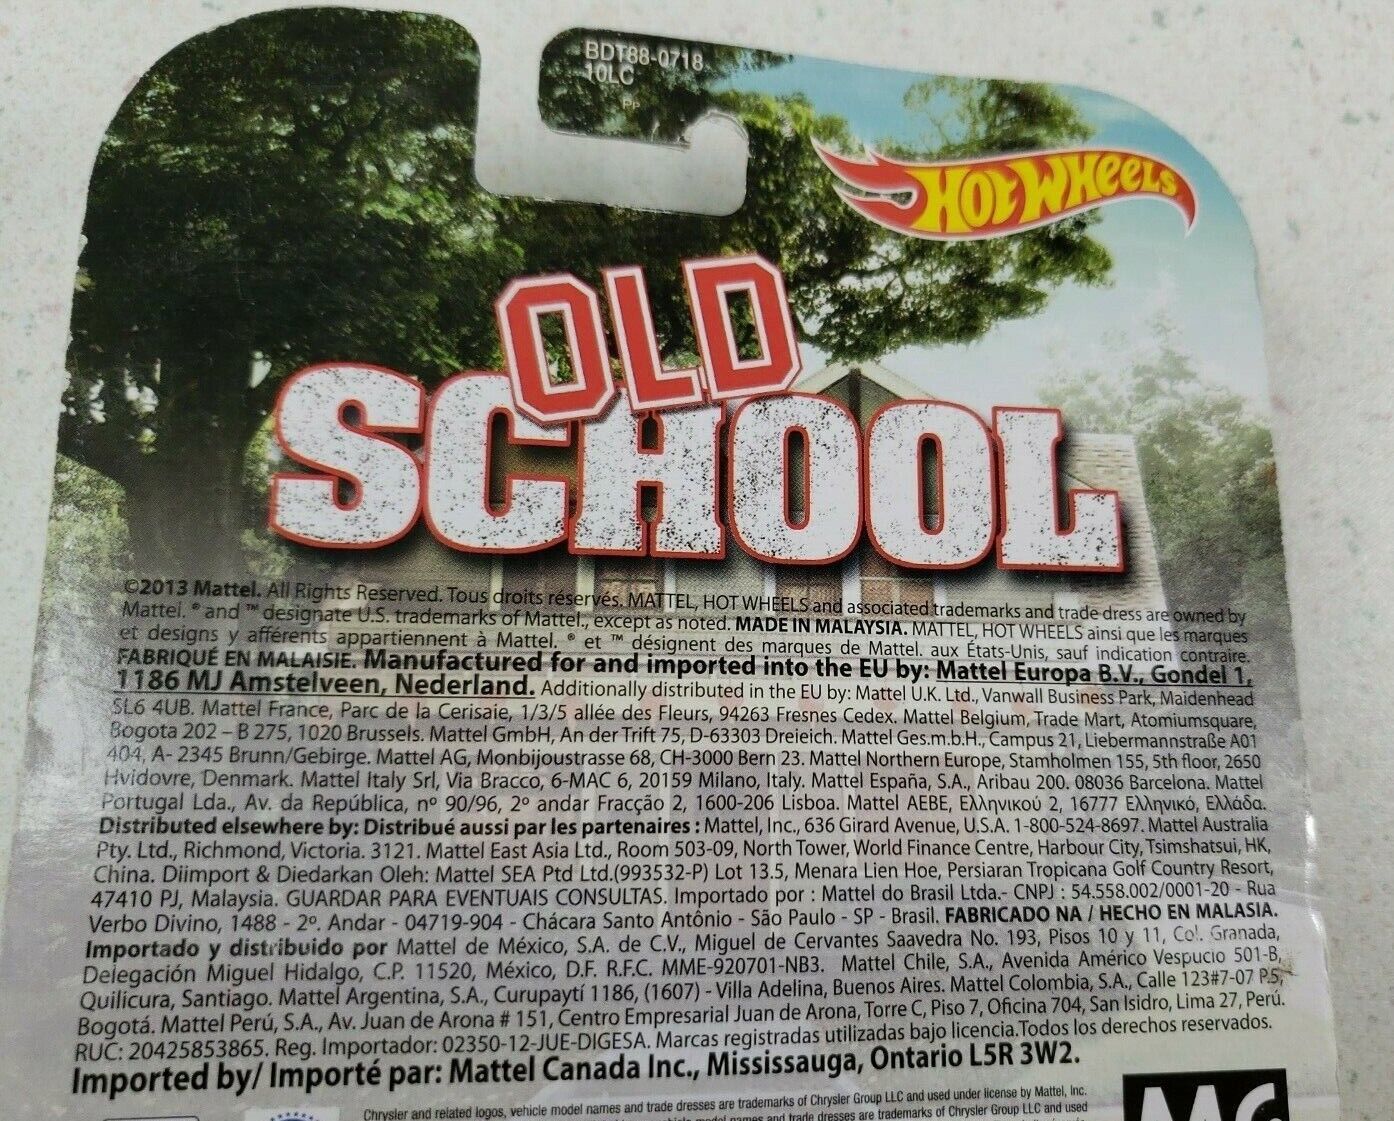 BDT88-0718
10LC
PP
HOT WHEELS
OLD
SCHOOL
©2013 Mattel. All Rights Reserved. Tous droits réservés. MATTEL, HOT WHEELS and associated trademarks and trade dress are owned by
Mattel. ® and ™ designate U.S. trademarks of Mattel., except as noted. MADE IN MALAYSIA. MATTEL, HOT WHEELS ainsi que les marques
et designs y afférents appartiennent à Mattel. ® et ™ désignent des marques de Mattel. aux États-Unis, sauf indication contraire.
FABRIQUÉ EN MALAISIE. Manufactured for and imported into the EU by: Mattel Europa B.V., Gondel 1,
1186 MJ Amstelveen, Nederland. Additionally distributed in the EU by: Mattel U.K. Ltd., Vanwall Business Park, Maidenhead
SL6 4UB. Mattel France, Parc de la Cerisaie, 1/3/5 allée des Fleurs, 94263 Fresnes Cedex. Mattel Belgium, Trade Mart, Atomiumsquare,
Bogota 202 – B 275, 1020 Brussels. Mattel GmbH, An der Trift 75, D-63303 Dreieich. Mattel Ges.m.b.H., Campus 21, Liebermannstraße A01
404, A- 2345 Brunn/Gebirge. Mattel AG, Monbijoustrasse 68, CH-3000 Bern 23. Mattel Northern Europe, Stamholmen 155, 5th floor, 2650
Hvidovre, Denmark. Mattel Italy Srl, Via Bracco, 6-MAC 6, 20159 Milano, Italy. Mattel España, S.A., Aribau 200. 08036 Barcelona. Mattel
Portugal Lda., Av. da República, nº 90/96, 2º andar Fracção 2, 1600-206 Lisboa. Mattel AEBE, Ελληνικού 2, 16777 Ελληνικό, Ελλάδα.
Distributed elsewhere by: Distribué aussi par les partenaires : Mattel, Inc., 636 Girard Avenue, U.S.A. 1-800-524-8697. Mattel Australia
Pty. Ltd., Richmond, Victoria. 3121. Mattel East Asia Ltd., Room 503-09, North Tower, World Finance Centre, Harbour City, Tsimshatsui, HK,
China. Diimport & Diedarkan Oleh: Mattel SEA Ptd Ltd.(993532-P) Lot 13.5, Menara Lien Hoe, Persiaran Tropicana Golf Country Resort,
47410 PJ, Malaysia. GUARDAR PARA EVENTUAIS CONSULTAS. Importado por : Mattel do Brasil Ltda.- CNPJ : 54.558.002/0001-20 - Rua
Verbo Divino, 1488 - 2º. Andar - 04719-904 - Chácara Santo Antônio - São Paulo - SP - Brasil. FABRICADO NA / HECHO EN MALASIA.
Importado y distribuido por Mattel de México, S.A. de C.V., Miguel de Cervantes Saavedra No. 193, Pisos 10 y 11, Col. Granada,
Delegación Miguel Hidalgo, C.P. 11520, México, D.F. R.F.C. MME-920701-NB3. Mattel Chile, S.A., Avenida Américo Vespucio 501-B,
Quilicura, Santiago. Mattel Argentina, S.A., Curupaytí 1186, (1607) - Villa Adelina, Buenos Aires. Mattel Colombia, S.A., Calle 123#7-07 P.5,
Bogotá. Mattel Perú, S.A., Av. Juan de Arona # 151, Centro Empresarial Juan de Arona, Torre C, Piso 7, Oficina 704, San Isidro, Lima 27, Perú.
RUC: 20425853865. Reg. Importador: 02350-12-JUE-DIGESA. Marcas registradas utilizadas bajo licencia.Todos los derechos reservados.
Imported by/ Importé par: Mattel Canada Inc., Mississauga, Ontario L5R 3W2.
Chrysler and related logos, vehicle model names and trade dresses are trademarks of Chrysler Group LLC and used under license by Mattel, Inc.
vehicle model names and trade dresses are trademarks of Chrysler Group LLC and used